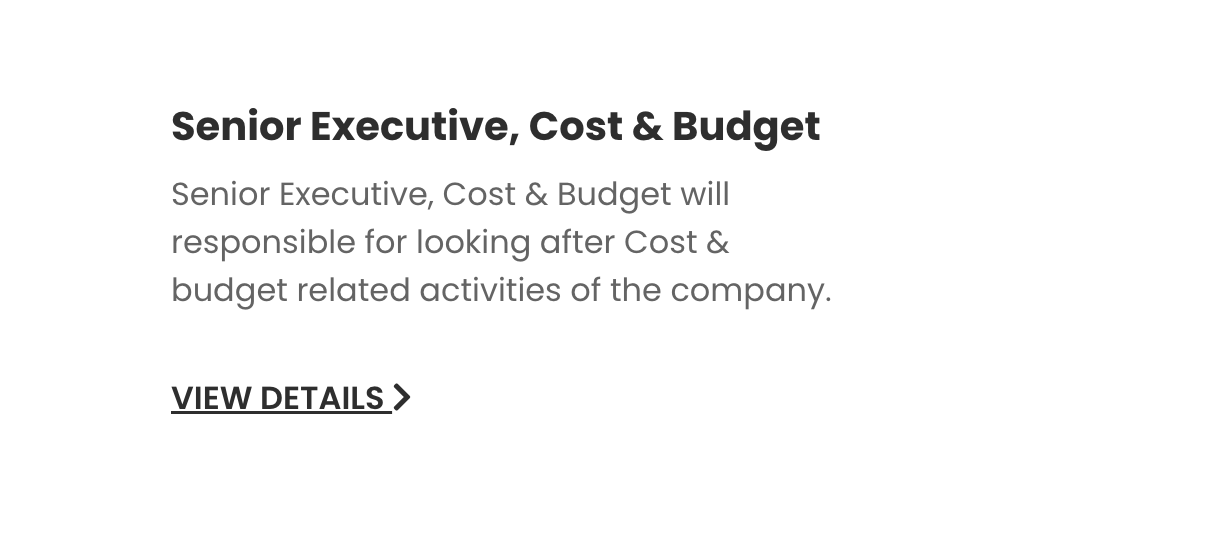 Senior Executive, Cost & Budget
Senior Executive, Cost & Budget will
responsible for looking after Cost &
budget related activities of the company.
VIEW DETAILS